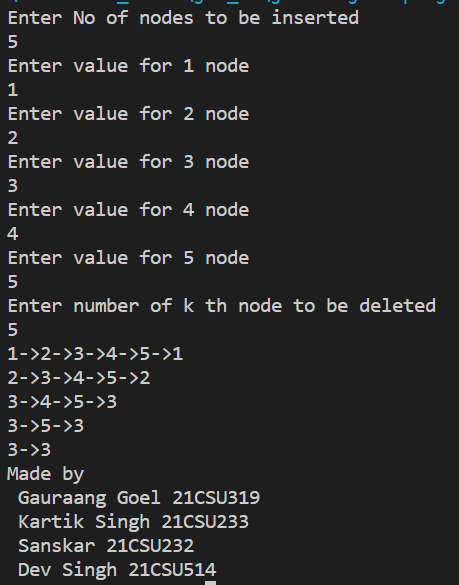 Enter No of nodes to be inserted
5
Enter value for 1 node
1
Enter value for 2 node
2
Enter value for 3 node
3
Enter value for 4 node
4
Enter value for 5 node
5
Enter number of k th node to be deleted
5
1->2->3->4->5->1
2->3->4->5->2
3->4->5->3
3->5->3
3->3
Made by
Gauraang Goel 21CSU319
Kartik Singh 21CSU233
Sanskar 21CSU232
Dev Singh 21CSU514